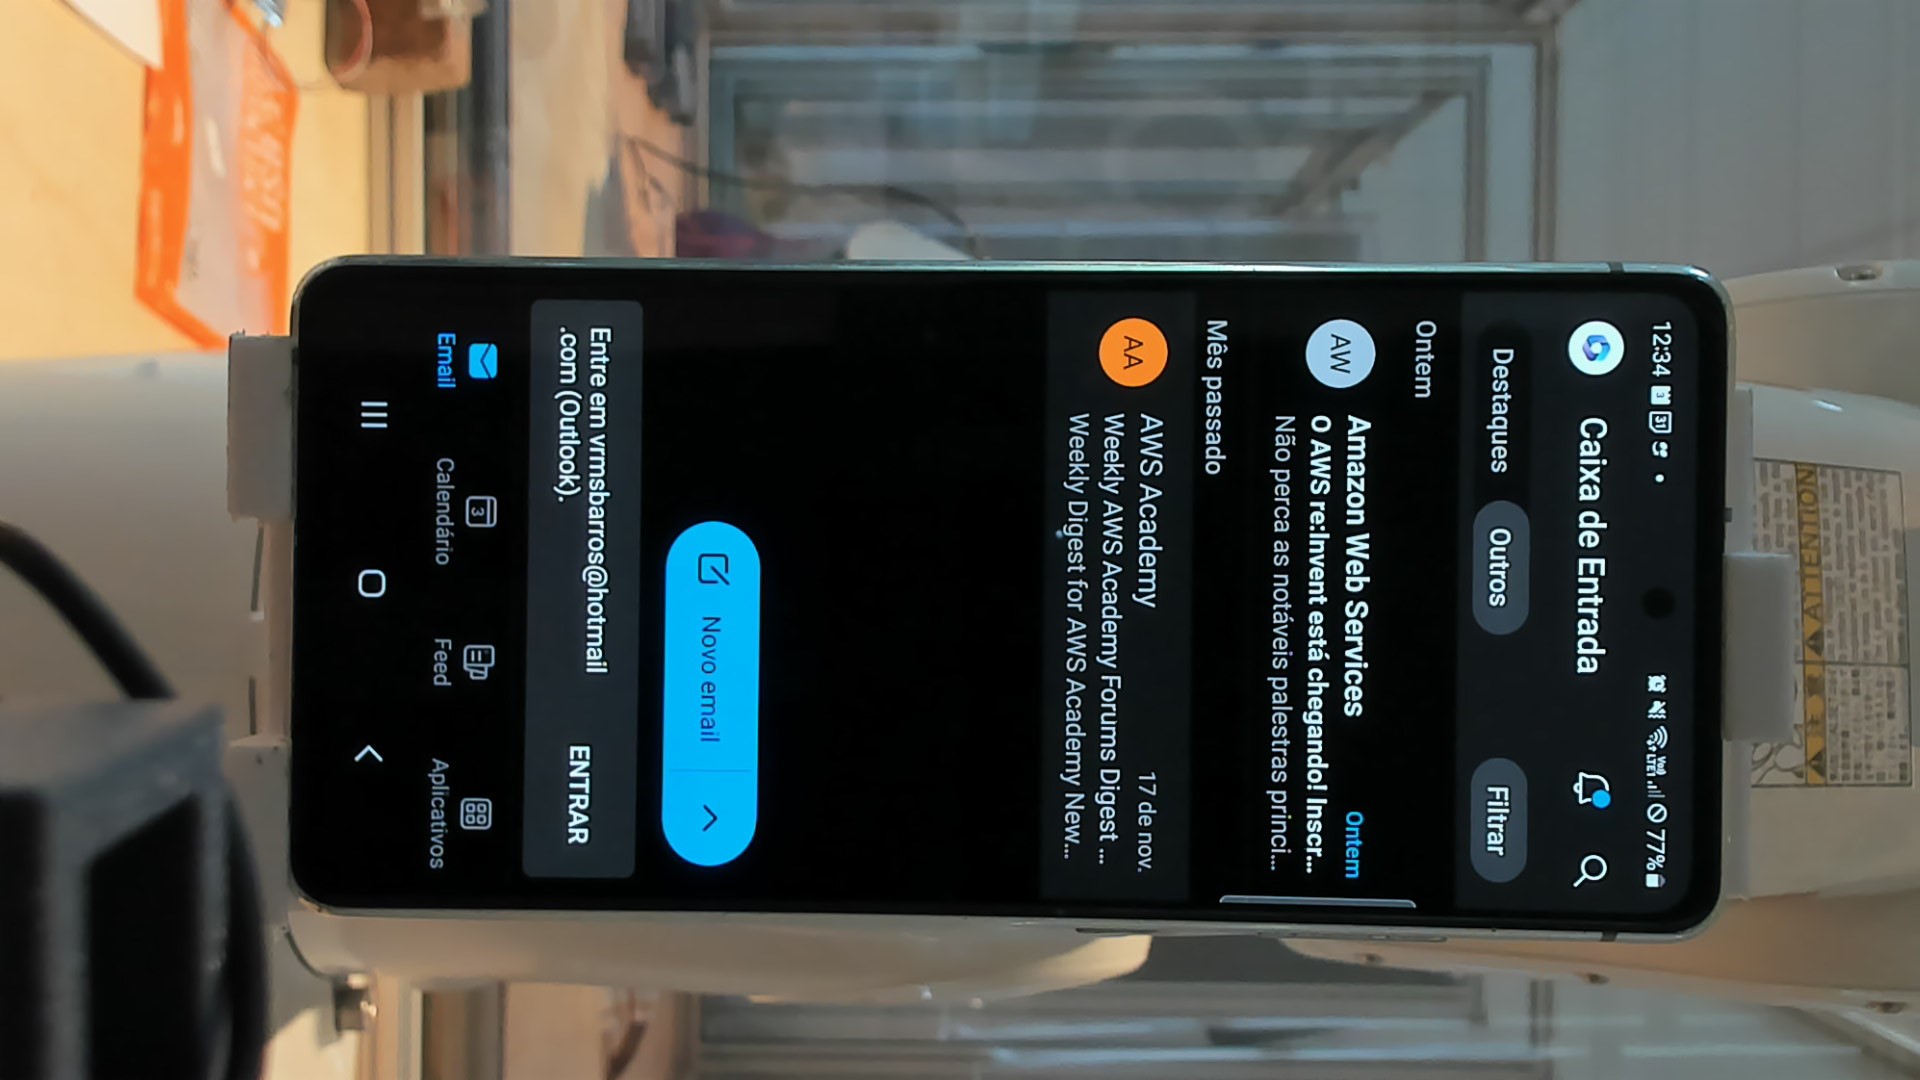 12:34
77%
Caixa de Entrada
Destaques
Outros
Filtrar
Ontem
AW
Amazon Web Services
Ontem
O AWS re:Invent está chegando! Inscr...
Não perca as notáveis palestras princi...
Mês passado
AA
AWS Academy
17 de nov.
Weekly AWS Academy Forums Digest ...
Weekly Digest for AWS Academy New...
Novo email
Entre em vrmsbarros@hotmail
.com (Outlook).
ENTRAR
Email
Calendário
Feed
Aplicativos
ATTENTION